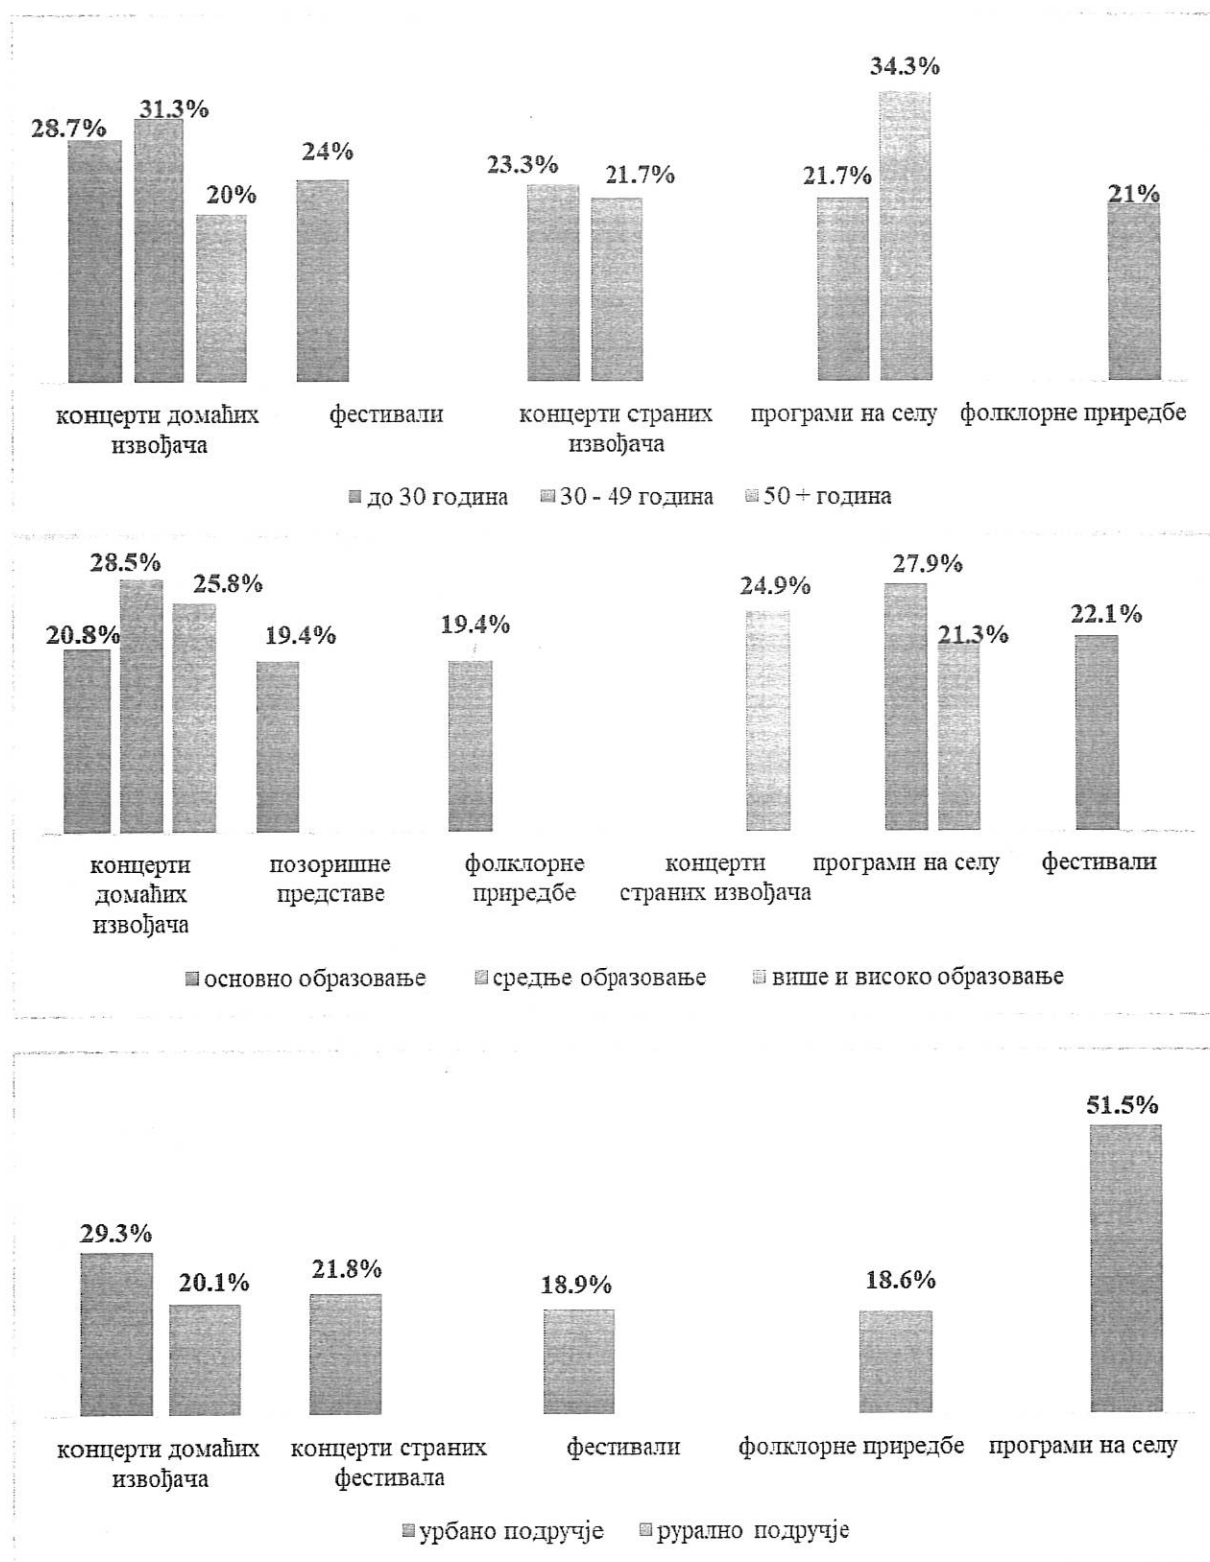 34.3%
28.7% 31.3% 24% 23.3% 21.7% 21.7% 21%
20%
концерти домаћих фестивали концерти страних програми на селу фолклорне приредбе
извођача извођача
до 30 година 30 - 49 година 50 + година
28.5% 25.8% 24.9% 27.9%
20.8% 19.4% 19.4% 21.3% 22.1%
концерти позоришне фолклорне концерти програми на селу фестивали
домаћих представе приредбе страних извођача
извођача
основно образовање средње образовање више и високо образовање
51.5%
29.3%
20.1% 21.8% 18.9% 18.6%
концерти домаћих концерти страних фестивали фолклорне приредбе програми на селу
извођача фестивала
урбано подручје рурално подручје